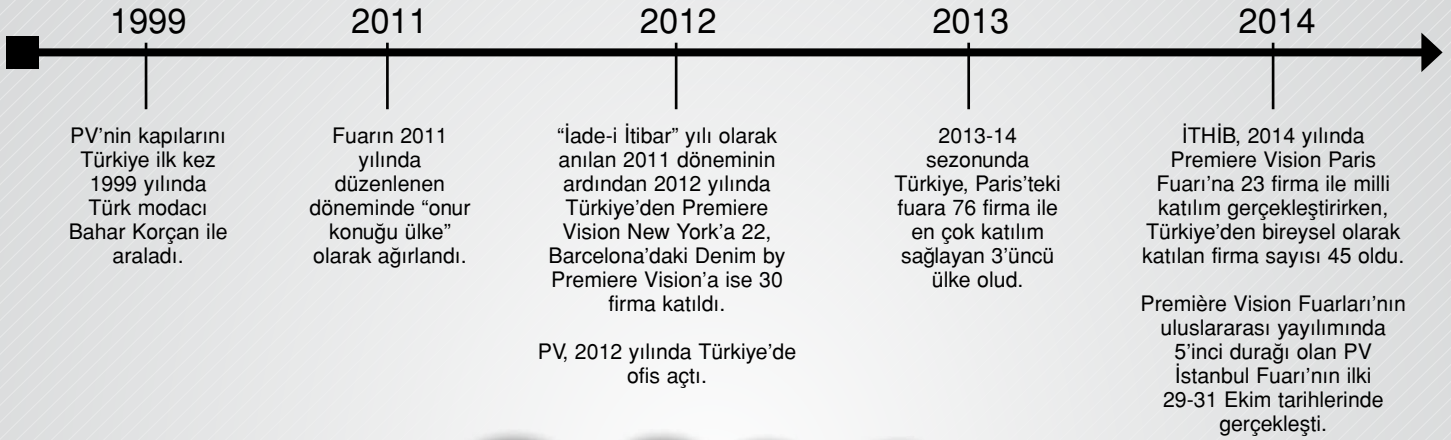 1999
PV’nin kapılarını
Türkiye ilk kez
1999 yılında
Türk modacı
Bahar Korçan ile
araladı.
2011
Fuarın 2011
yılında
düzenlenen
döneminde “onur
konuğu ülke”
olarak ağırlandı.
2012
“İade-i İtibar” yılı olarak
anılan 2011 döneminin
ardından 2012 yılında
Türkiye’den Premiere
Vision New York’a 22,
Barcelona’daki Denim by
Premiere Vision’a ise 30
firma katıldı.
PV, 2012 yılında Türkiye’de
ofis açtı.
2013
2013-14
sezonunda
Türkiye, Paris’teki
fuara 76 firma ile
en çok katılım
sağlayan 3’üncü
ülke olud.
2014
İTHİB, 2014 yılında
Premiere Vision Paris
Fuarı’na 23 firma ile milli
katılım gerçekleştirirken,
Türkiye’den bireysel olarak
katılan firma sayısı 45 oldu.
Première Vision Fuarları’nın
uluslararası yayılımında
5’inci durağı olan PV
İstanbul Fuarı’nın ilki
29-31 Ekim tarihlerinde
gerçekleşti.